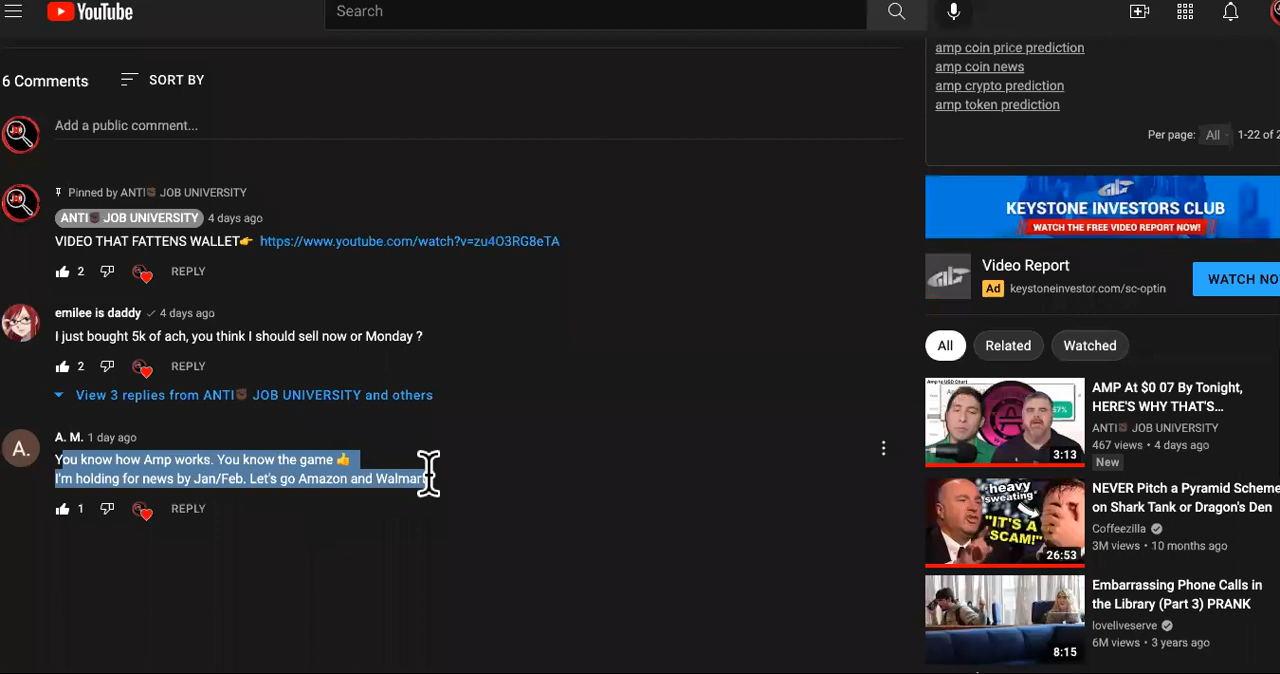 YouTube
Search
amp coin price prediction
amp coin news
amp crypto prediction
amp token prediction
Per page: All 1-22 of 2
6 Comments SORT BY
Add a public comment...
Pinned by ANTI✊🏿 JOB UNIVERSITY
ANTI✊🏿 JOB UNIVERSITY 4 days ago
VIDEO THAT FATTENS WALLET👉 https://www.youtube.com/watch?v=zu4O3RG8eTA
2 REPLY
emilee is daddy ✓ 4 days ago
I just bought 5k of ach, you think I should sell now or Monday ?
2 REPLY
View 3 replies from ANTI✊🏿 JOB UNIVERSITY and others
A. M. 1 day ago
A.
You know how Amp works. You know the game 👍
I'm holding for news by Jan/Feb. Let's go Amazon and Walmar
1 REPLY
KEYSTONE INVESTORS CLUB
WATCH THE FREE VIDEO REPORT NOW!
Video Report
Ad keystoneinvestor.com/sc-optin
WATCH NO
All Related Watched
57%
3:13
AMP At $0 07 By Tonight,
HERE'S WHY THAT'S...
ANTI✊🏿 JOB UNIVERSITY
467 views • 4 days ago
New
heavy
sweating
"IT'S A
SCAM!"
26:53
NEVER Pitch a Pyramid Scheme
on Shark Tank or Dragon's Den
Coffeezilla
3M views • 10 months ago
8:15
Embarrassing Phone Calls in
the Library (Part 3) PRANK
loveliveserve
6M views • 3 years ago